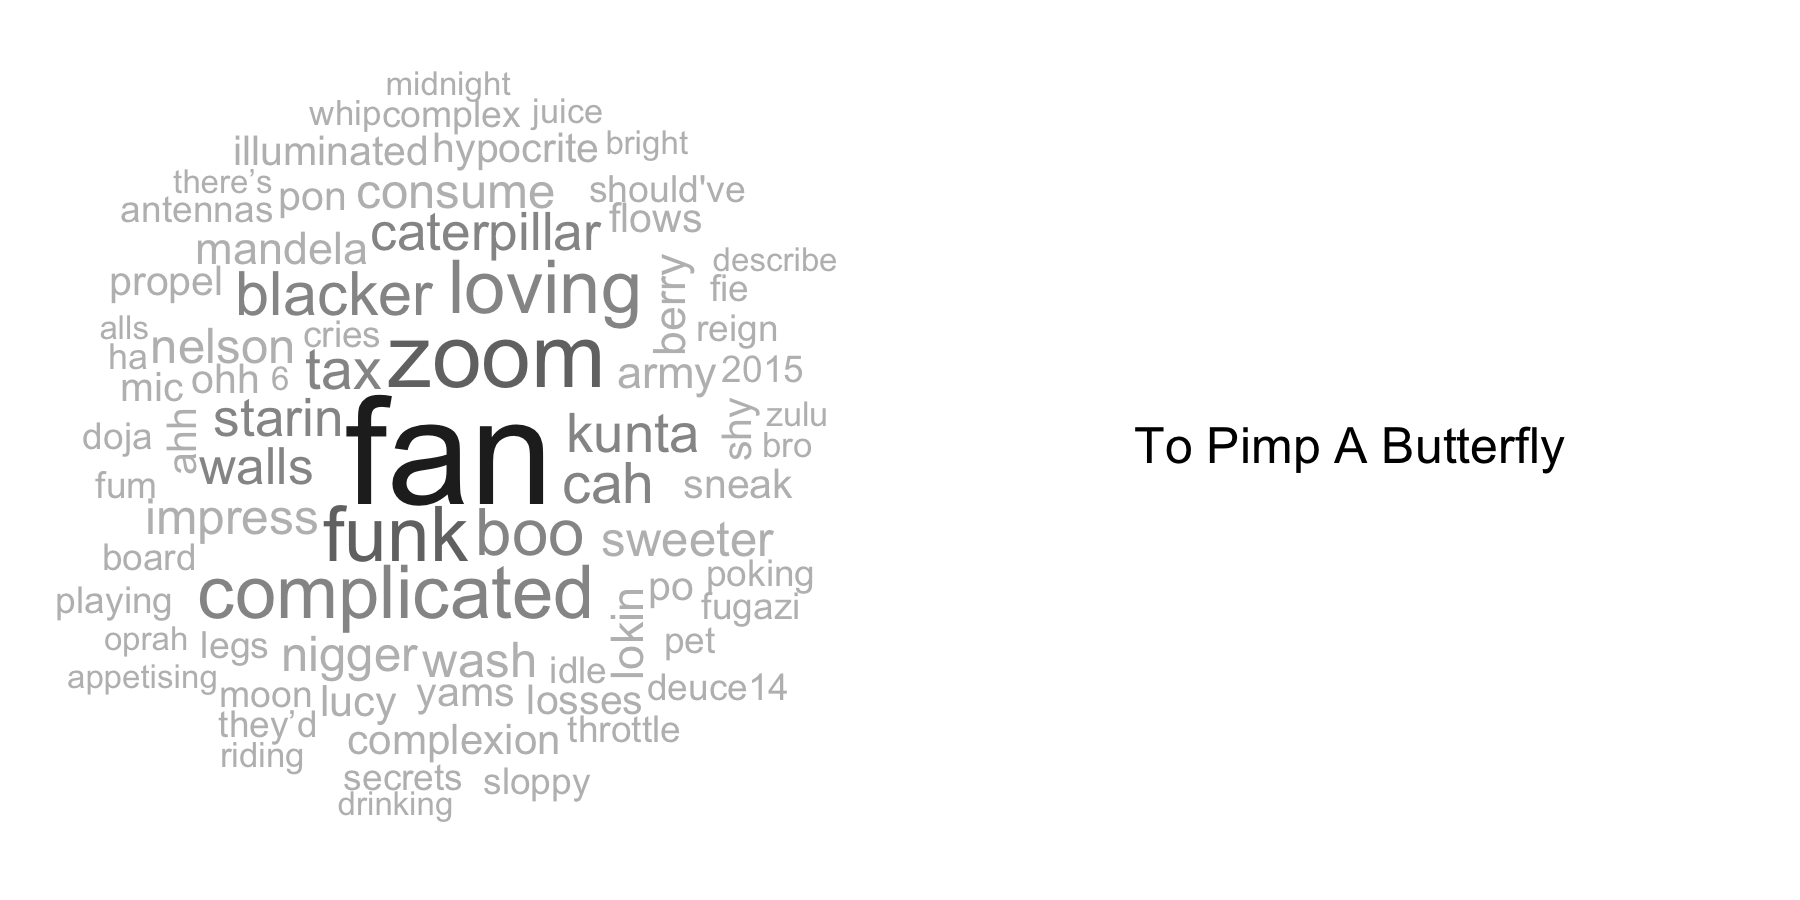 midnight
whip complex juice
illuminated hypocrite bright
there’s pon consume should've
antennas caterpillar flows
mandela loving berry describe
propel blacker fie
alls nelson cries zoom reign
ha tax army 2015
mic ohh 6
starin fan kunta shy zulu
doja ahh walls cah bro
fum sneak
impress funk boo sweeter
board poking
playing complicated lokin po fugazi
oprah legs nigger wash idle pet
appetising moon lucy yams losses deuce14
they’d complexion throttle
riding secrets sloppy
drinking
To Pimp A Butterfly